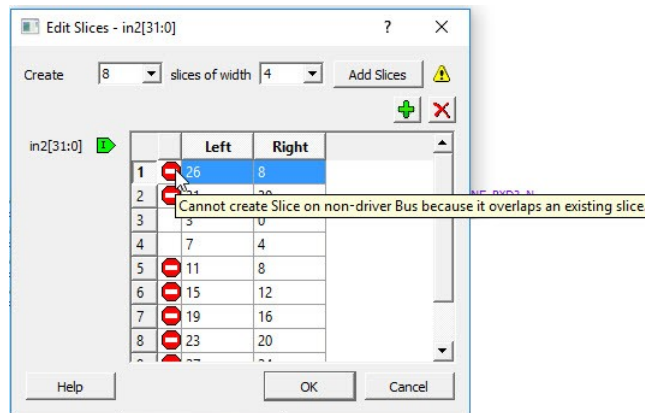 Edit Slices - in2[31:0] ? ×
Create 8 slices of width 4 Add Slices
in2[31:0] I
Left Right
1 26 8
2
Cannot create Slice on non-driver Bus because it overlaps an existing slice.
3 3 0
4 7 4
5 11 8
6 15 12
7 19 16
8 23 20
Help OK Cancel